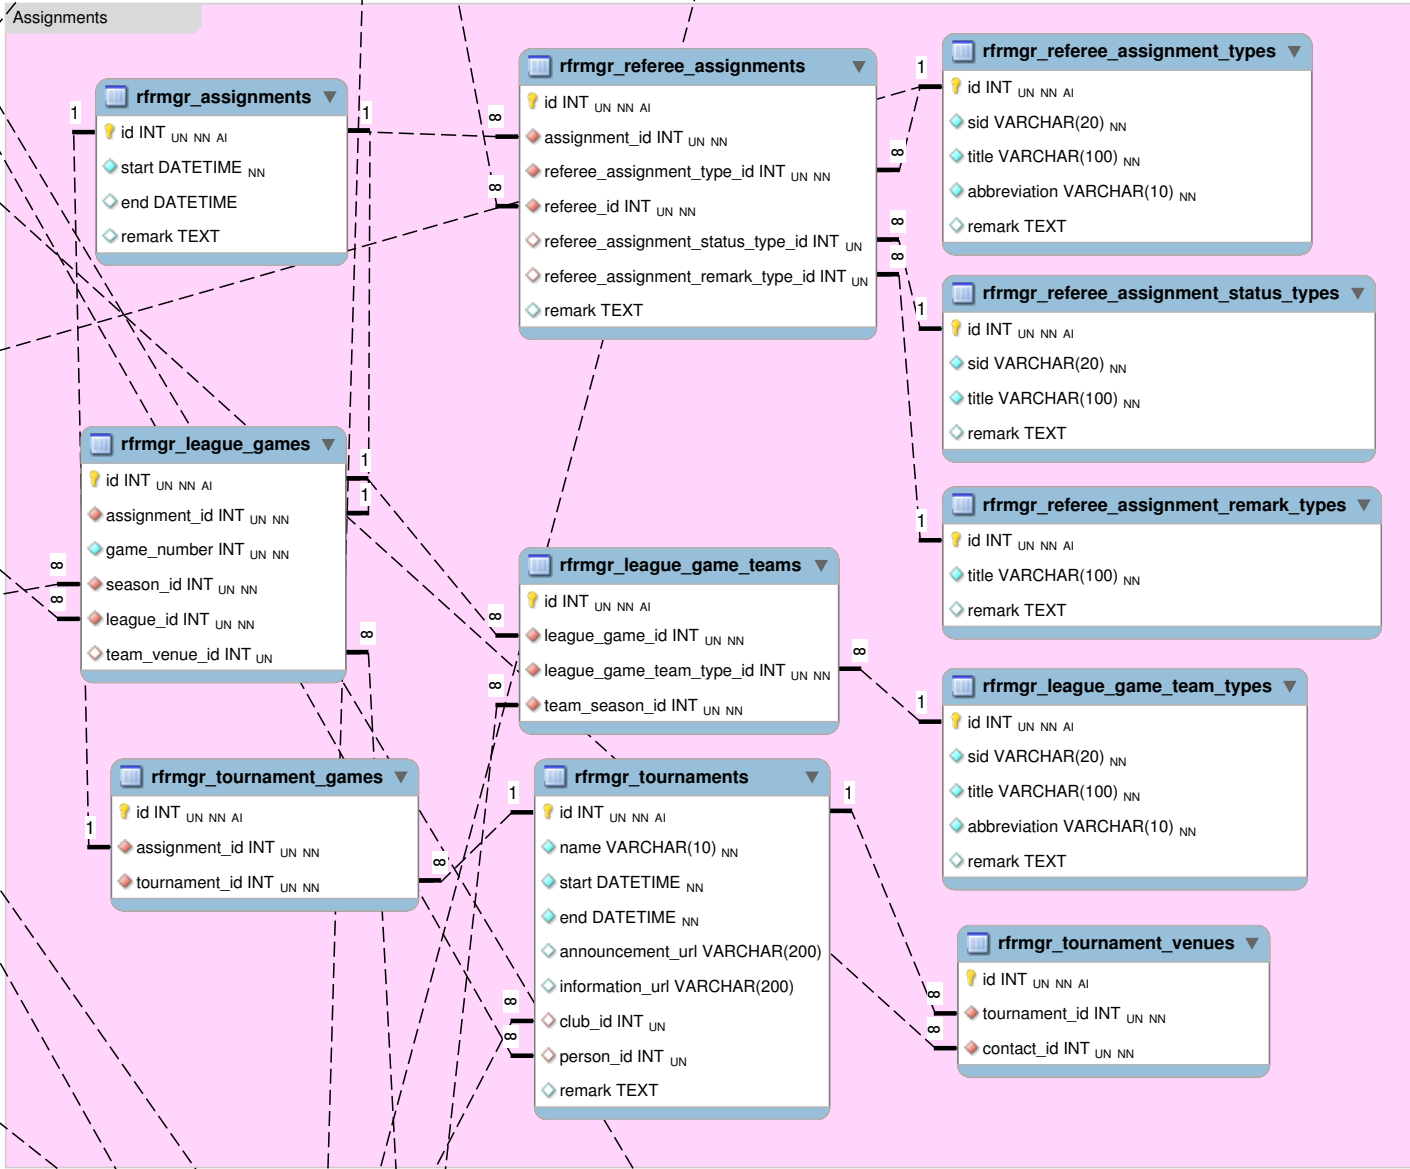 Assignments
rfrmgr_assignments
id INT UN NN AI
start DATETIME NN
end DATETIME
remark TEXT
rfrmgr_referee_assignments
id INT UN NN AI
assignment_id INT UN NN
referee_assignment_type_id INT UN NN
referee_id INT UN NN
referee_assignment_status_type_id INT UN
referee_assignment_remark_type_id INT UN
remark TEXT
rfrmgr_referee_assignment_types
id INT UN NN AI
sid VARCHAR(20) NN
title VARCHAR(100) NN
abbreviation VARCHAR(10) NN
remark TEXT
rfrmgr_referee_assignment_status_types
id INT UN NN AI
sid VARCHAR(20) NN
title VARCHAR(100) NN
remark TEXT
rfrmgr_league_games
id INT UN NN AI
assignment_id INT UN NN
game_number INT UN NN
season_id INT UN NN
league_id INT UN NN
team_venue_id INT UN
rfrmgr_referee_assignment_remark_types
id INT UN NN AI
title VARCHAR(100) NN
remark TEXT
rfrmgr_league_game_teams
id INT UN NN AI
league_game_id INT UN NN
league_game_team_type_id INT UN NN
team_season_id INT UN NN
rfrmgr_league_game_team_types
id INT UN NN AI
sid VARCHAR(20) NN
title VARCHAR(100) NN
abbreviation VARCHAR(10) NN
remark TEXT
rfrmgr_tournament_games
id INT UN NN AI
assignment_id INT UN NN
tournament_id INT UN NN
rfrmgr_tournaments
id INT UN NN AI
name VARCHAR(10) NN
start DATETIME NN
end DATETIME NN
announcement_url VARCHAR(200)
information_url VARCHAR(200)
club_id INT UN
person_id INT UN
remark TEXT
rfrmgr_tournament_venues
id INT UN NN AI
tournament_id INT UN NN
contact_id INT UN NN
1
1
∞
∞
1
∞
∞
∞
1
1
1
1
∞
∞
∞
∞
∞
∞
1
1
∞
1
1
∞
∞
∞
∞